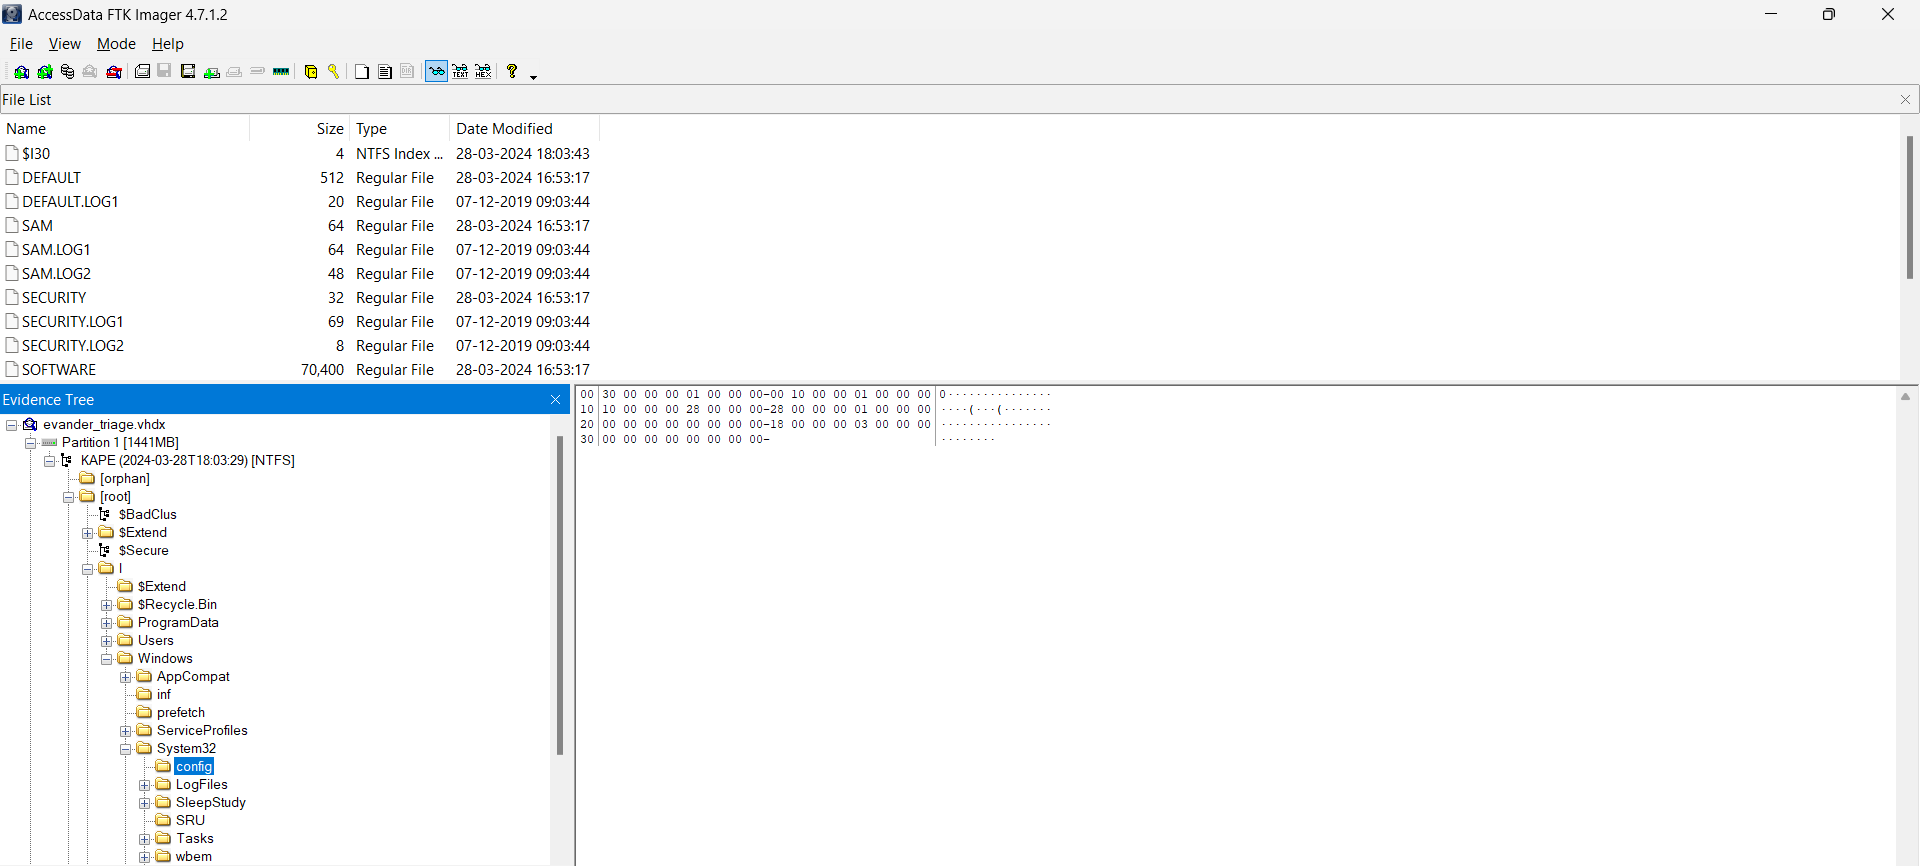 AccessData FTK Imager 4.7.1.2
File View Mode Help
File List
Name Size Type Date Modified
$I30 4 NTFS Index ... 28-03-2024 18:03:43
DEFAULT 512 Regular File 28-03-2024 16:53:17
DEFAULT.LOG1 20 Regular File 07-12-2019 09:03:44
SAM 64 Regular File 28-03-2024 16:53:17
SAM.LOG1 64 Regular File 07-12-2019 09:03:44
SAM.LOG2 48 Regular File 07-12-2019 09:03:44
SECURITY 32 Regular File 28-03-2024 16:53:17
SECURITY.LOG1 69 Regular File 07-12-2019 09:03:44
SECURITY.LOG2 8 Regular File 07-12-2019 09:03:44
SOFTWARE 70,400 Regular File 28-03-2024 16:53:17
Evidence Tree
evander_triage.vhdx
Partition 1 [1441MB]
KAPE (2024-03-28T18:03:29) [NTFS]
[orphan]
[root]
$BadClus
$Extend
$Secure
I
$Extend
$Recycle.Bin
ProgramData
Users
Windows
AppCompat
inf
prefetch
ServiceProfiles
System32
config
LogFiles
SleepStudy
SRU
Tasks
wbem
00 30 00 00 00 01 00 00 00-00 10 00 00 01 00 00 00 0···············
10 10 00 00 00 28 00 00 00-28 00 00 00 01 00 00 00 ····(···(·······
20 00 00 00 00 00 00 00 00-18 00 00 00 03 00 00 00 ················
30 00 00 00 00 00 00 00 00- ········